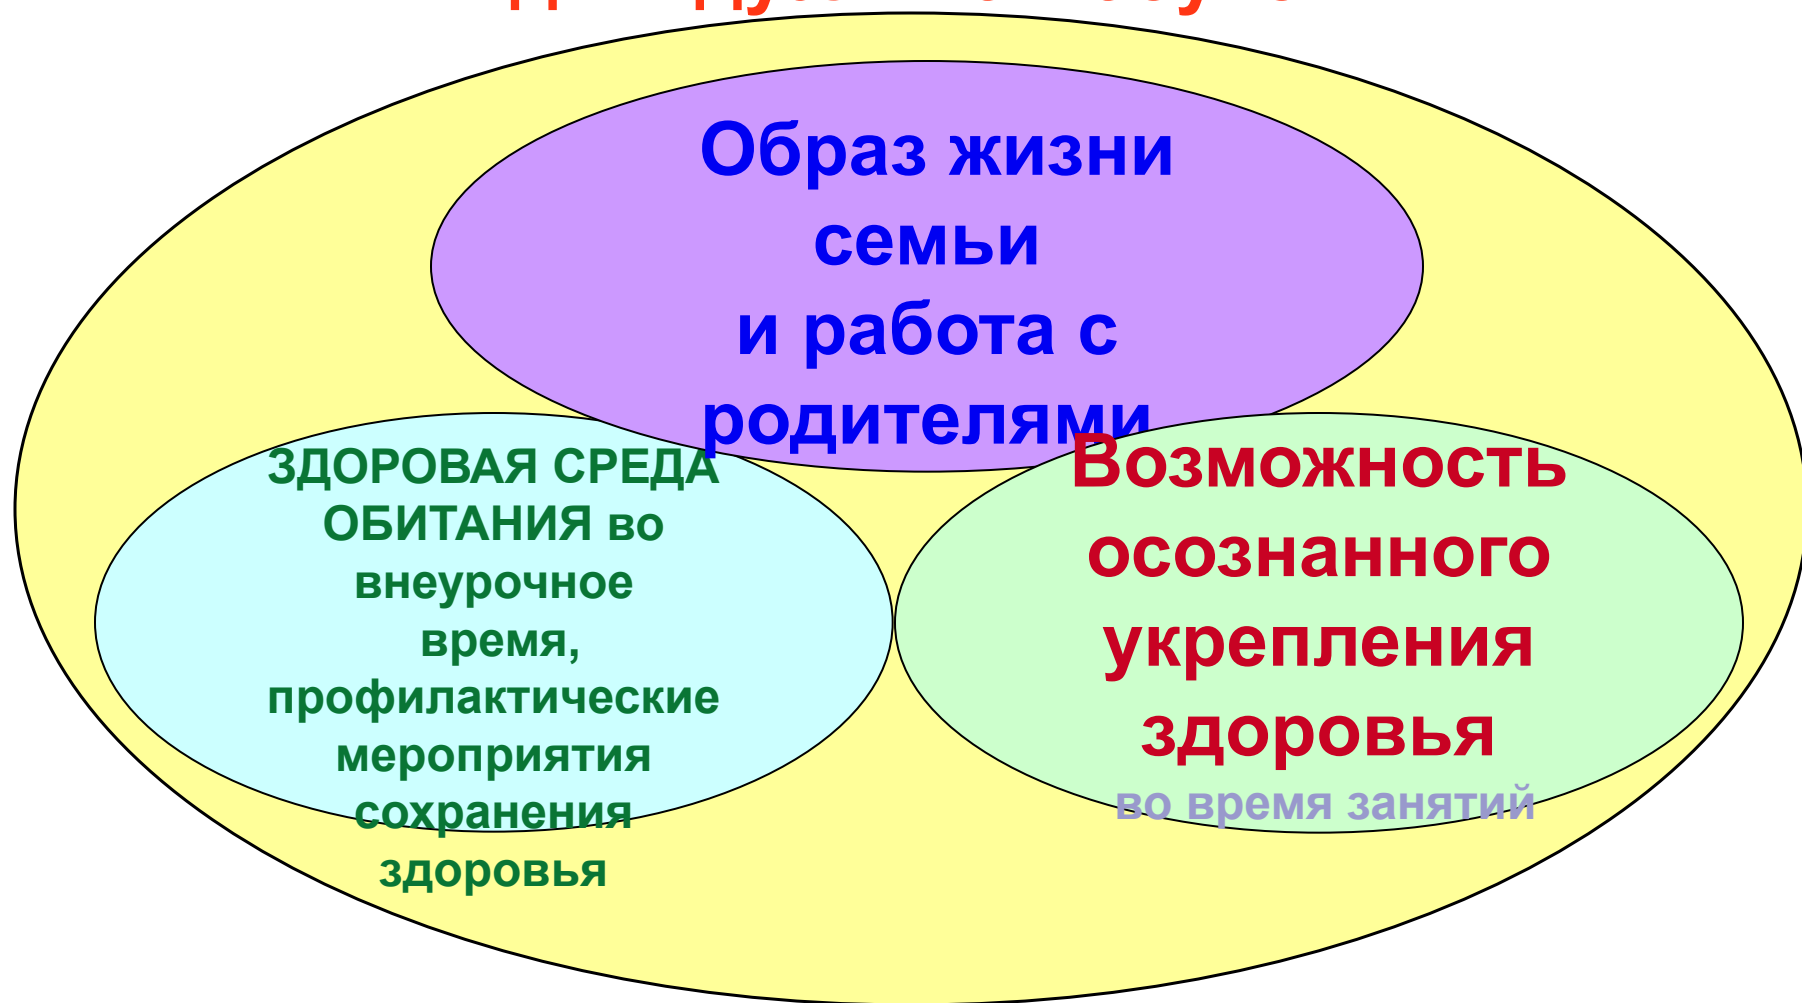 Образ жизни
семьи
и работа с
родителями
ЗДОРОВАЯ СРЕДА
ОБИТАНИЯ во
внеурочное
время,
профилактические
мероприятия
сохранения
здоровья
Возможность
осознанного
укрепления
здоровья
во время занятий